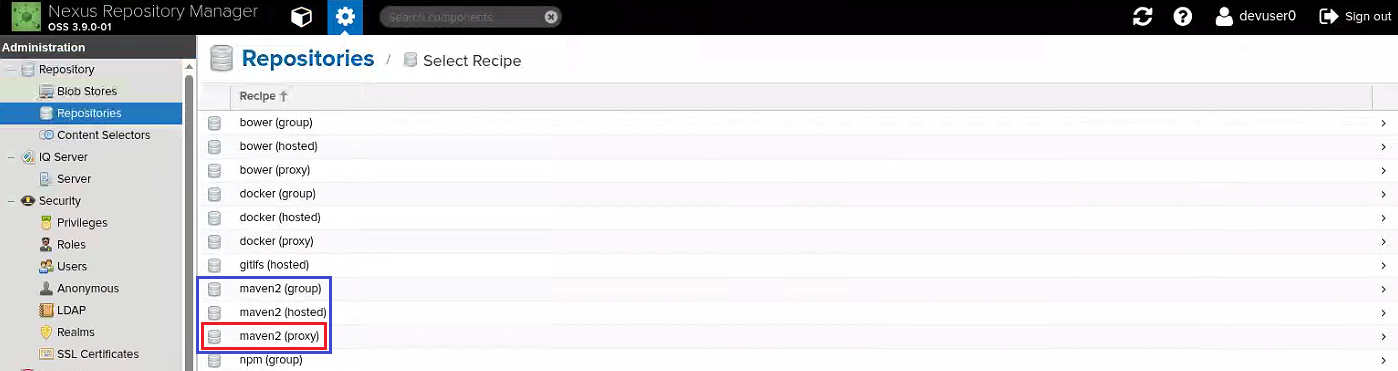 Nexus Repository Manager
OSS 3.9.0-01
Search components
devuser0
Sign out
Administration
Repository
Blob Stores
Repositories
Content Selectors
IQ Server
Server
Security
Privileges
Roles
Users
Anonymous
LDAP
Realms
SSL Certificates
Repositories / Select Recipe
Recipe
bower (group)
bower (hosted)
bower (proxy)
docker (group)
docker (hosted)
docker (proxy)
gitlfs (hosted)
maven2 (group)
maven2 (hosted)
maven2 (proxy)
npm (group)